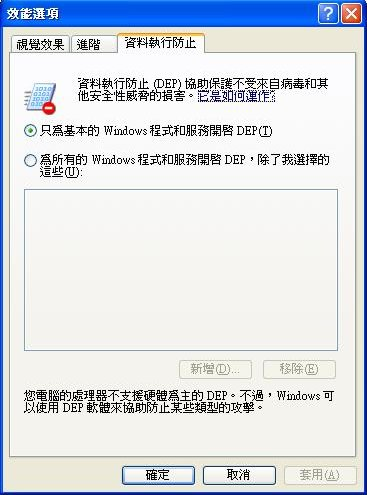 效能選項
視覺效果 進階 資料執行防止
資料執行防止 (DEP) 協助保護不受來自病毒和其
他安全性威脅的損害。它是如何運作?
只為基本的 Windows 程式和服務開啓 DEP(T)
為所有的 Windows 程式和服務開啓 DEP，除了我選擇的
這些(U):
新增(D)... 移除(E)
您電腦的處理器不支援硬體為主的 DEP。不過，Windows 可
以使用 DEP 軟體來協助防止某些類型的攻擊。
確定 取消 套用(A)